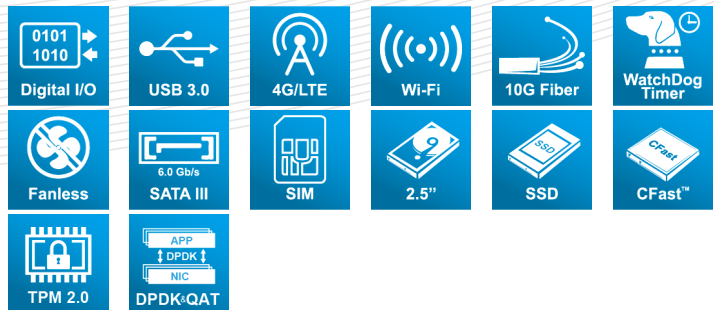 0101
1010
Digital I/O
USB 3.0
4G/LTE
Wi-Fi
10G Fiber
WatchDog
Timer
Fanless
6.0 Gb/s
SATA III
SIM
2.5”
SSD
SSD
CFast
CFast™
TPM 2.0
APP
DPDK
NIC
DPDK&QAT